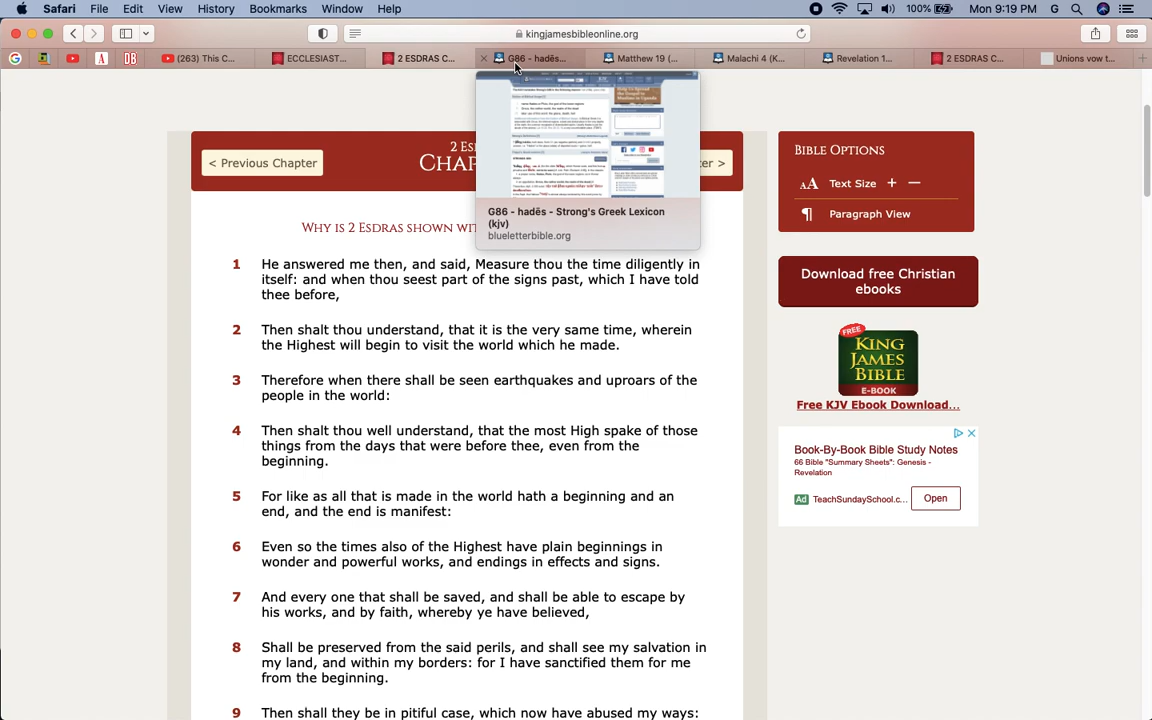 Safari File Edit View History Bookmarks Window Help 100% Mon 9:19 PM G
kingjamesbibleonline.org
G A DB (263) This C... ECCLESIAST... 2 ESDRAS C... G86 - hadēs... Matthew 19 (... Malachi 4 (K... Revelation 1... 2 ESDRAS C... Unions vow t...
G86 - hadēs - Strong's Greek Lexicon
(kjv)
blueletterbible.org
< Previous Chapter
2 Es
Chap
er >
Why is 2 Esdras shown wit
1 He answered me then, and said, Measure thou the time diligently in
itself: and when thou seest part of the signs past, which I have told
thee before,
2 Then shalt thou understand, that it is the very same time, wherein
the Highest will begin to visit the world which he made.
3 Therefore when there shall be seen earthquakes and uproars of the
people in the world:
4 Then shalt thou well understand, that the most High spake of those
things from the days that were before thee, even from the
beginning.
5 For like as all that is made in the world hath a beginning and an
end, and the end is manifest:
6 Even so the times also of the Highest have plain beginnings in
wonder and powerful works, and endings in effects and signs.
7 And every one that shall be saved, and shall be able to escape by
his works, and by faith, whereby ye have believed,
8 Shall be preserved from the said perils, and shall see my salvation in
my land, and within my borders: for I have sanctified them for me
from the beginning.
9 Then shall they be in pitiful case, which now have abused my ways:
Bible Options
AA Text Size + —
¶ Paragraph View
Download free Christian
ebooks
FREE
KING
JAMES
BIBLE
E-BOOK
Free KJV Ebook Download...
Book-By-Book Bible Study Notes
66 Bible "Summary Sheets": Genesis -
Revelation
Ad TeachSundaySchool.c... Open